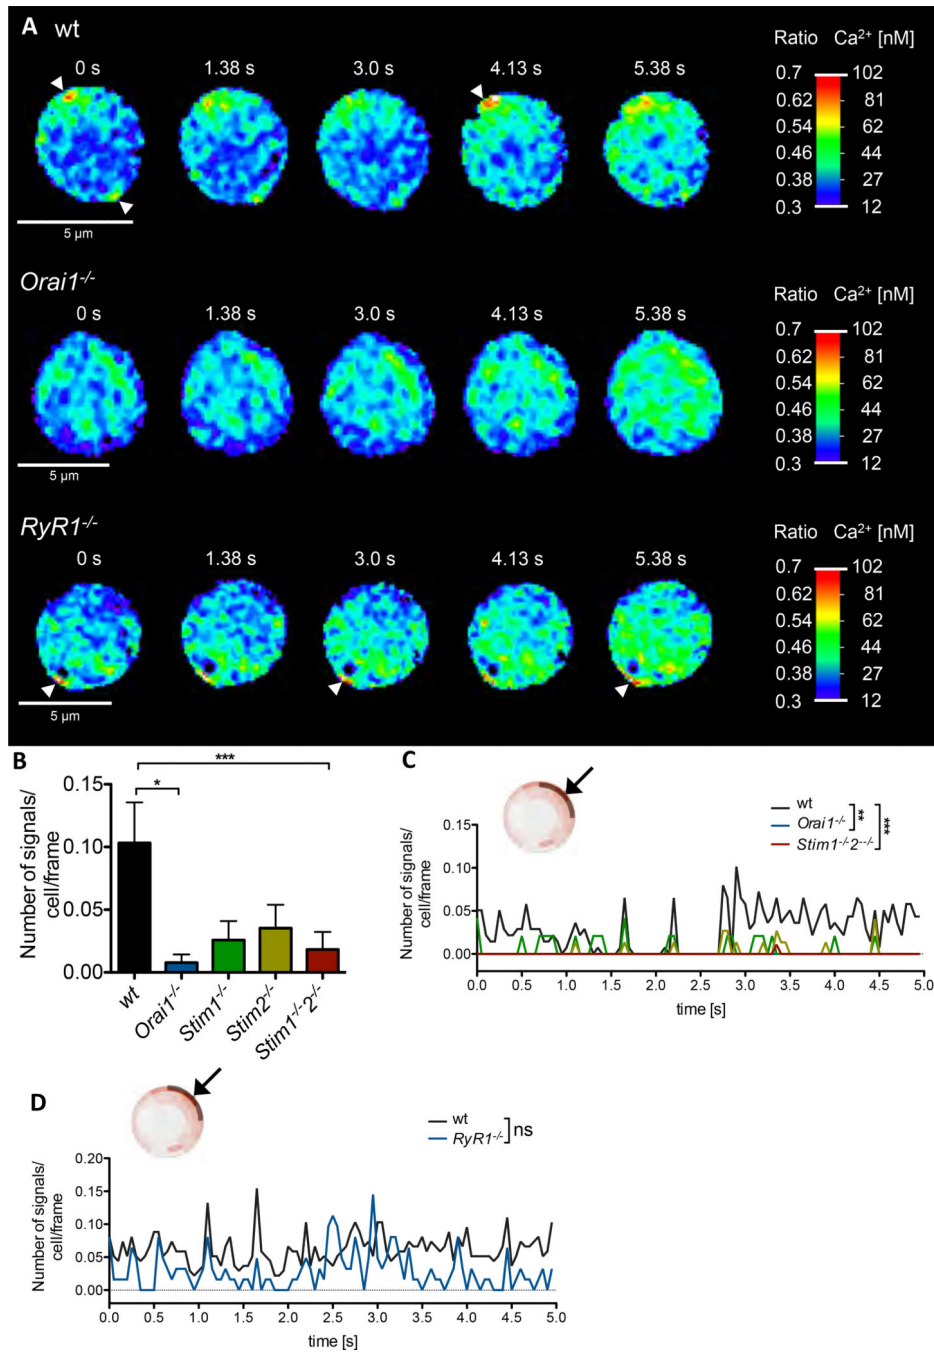 A wt
0 s 1.38 s 3.0 s 4.13 s 5.38 s
Ratio Ca²⁺ [nM]
0.7 102
0.62 81
0.54 62
0.46 44
0.38 27
0.3 12
5 µm
Orai1⁻/⁻
0 s 1.38 s 3.0 s 4.13 s 5.38 s
Ratio Ca²⁺ [nM]
0.7 102
0.62 81
0.54 62
0.46 44
0.38 27
0.3 12
5 µm
RyR1⁻/⁻
0 s 1.38 s 3.0 s 4.13 s 5.38 s
Ratio Ca²⁺ [nM]
0.7 102
0.62 81
0.54 62
0.46 44
0.38 27
0.3 12
5 µm
B
***
*
Number of signals/
cell/frame
0.15
0.10
0.05
0.00
wt
Orai1⁻/⁻
Stim1⁻/⁻
Stim2⁻/⁻
Stim1⁻/⁻2⁻/⁻
C
wt
Orai1⁻/⁻
Stim1⁻/⁻2⁻⁻/⁻
**
***
Number of signals/
cell/frame
0.15
0.10
0.05
0.00
0.0 0.5 1.0 1.5 2.0 2.5 3.0 3.5 4.0 4.5 5.0
time [s]
D
wt
RyR1⁻/⁻
ns
Number of signals/
cell/frame
0.20
0.15
0.10
0.05
0.00
0.0 0.5 1.0 1.5 2.0 2.5 3.0 3.5 4.0 4.5 5.0
time [s]